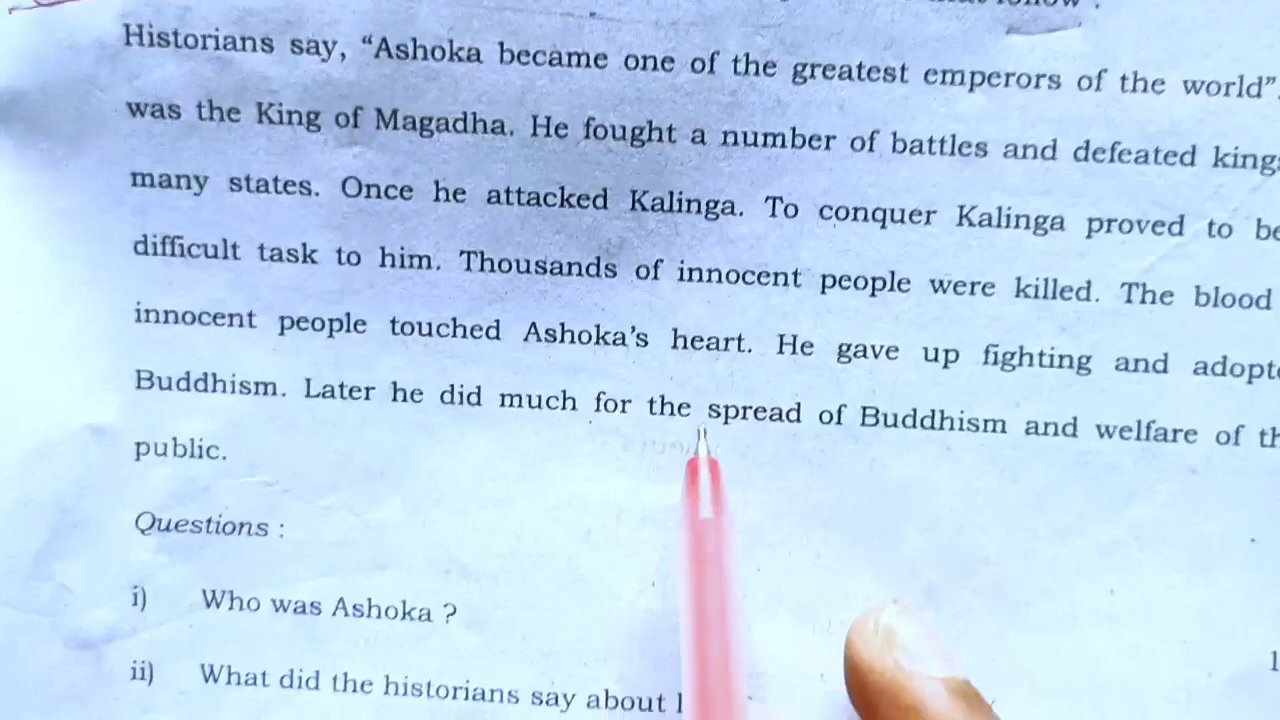 Historians say, “Ashoka became one of the greatest emperors of the world”.
was the King of Magadha. He fought a number of battles and defeated kings
many states. Once he attacked Kalinga. To conquer Kalinga proved to be
difficult task to him. Thousands of innocent people were killed. The blood
innocent people touched Ashoka’s heart. He gave up fighting and
Buddhism. Later he did much for the spread of Buddhism and welfare of
public.
Questions :
i) Who was Ashoka ?
ii) What did the historians say about